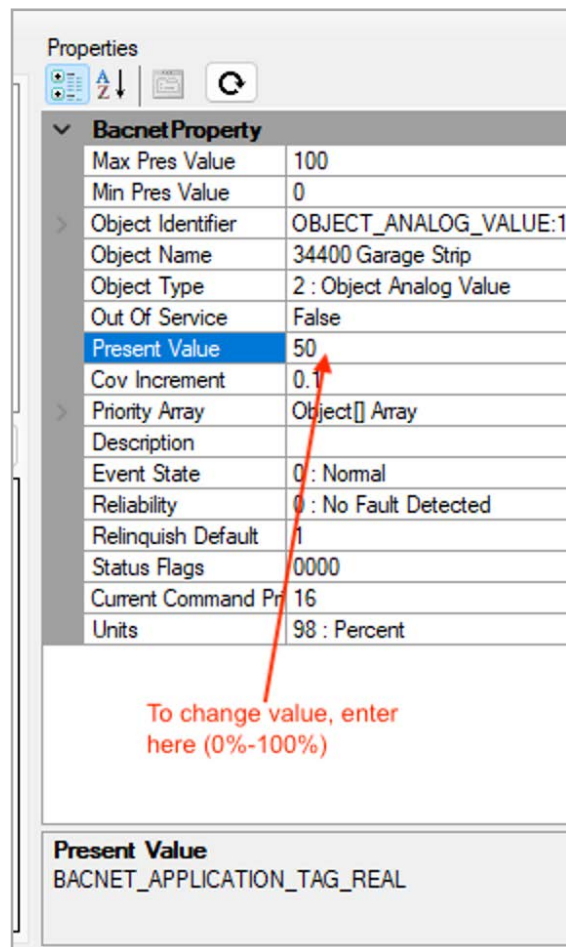 Properties
BacnetProperty
Max Pres Value 100
Min Pres Value 0
Object Identifier OBJECT_ANALOG_VALUE:1
Object Name 34400 Garage Strip
Object Type 2 : Object Analog Value
Out Of Service False
Present Value 50
Cov Increment 0.1
Priority Array Object[] Array
Description
Event State 0 : Normal
Reliability 0 : No Fault Detected
Relinquish Default 1
Status Flags 0000
Current Command Pri 16
Units 98 : Percent
To change value, enter
here (0%-100%)
Present Value
BACNET_APPLICATION_TAG_REAL